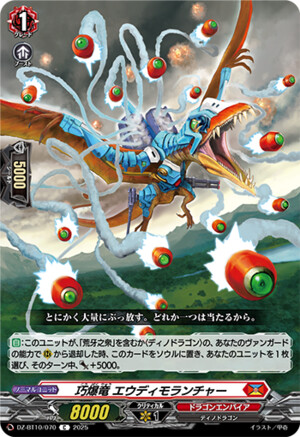 1
グレード
ブースト
シールド
5000
とにかく大量にぶっ放す。どれか一つは当たるから。
自:このユニットが、「荒牙之衆」を含む(ディノドラゴン)の、あなたのヴァンガードの能力で(R)から退却した時、このカードをソウルに置き、あなたのユニットを1枚選び、そのターン中、+5000。
ノーマルユニット
巧爆竜 エウディモランチャー
パワー
8000
クリティカル
1
ドラゴンエンパイア
ディノドラゴン
DZ-BT10-070 C 2025